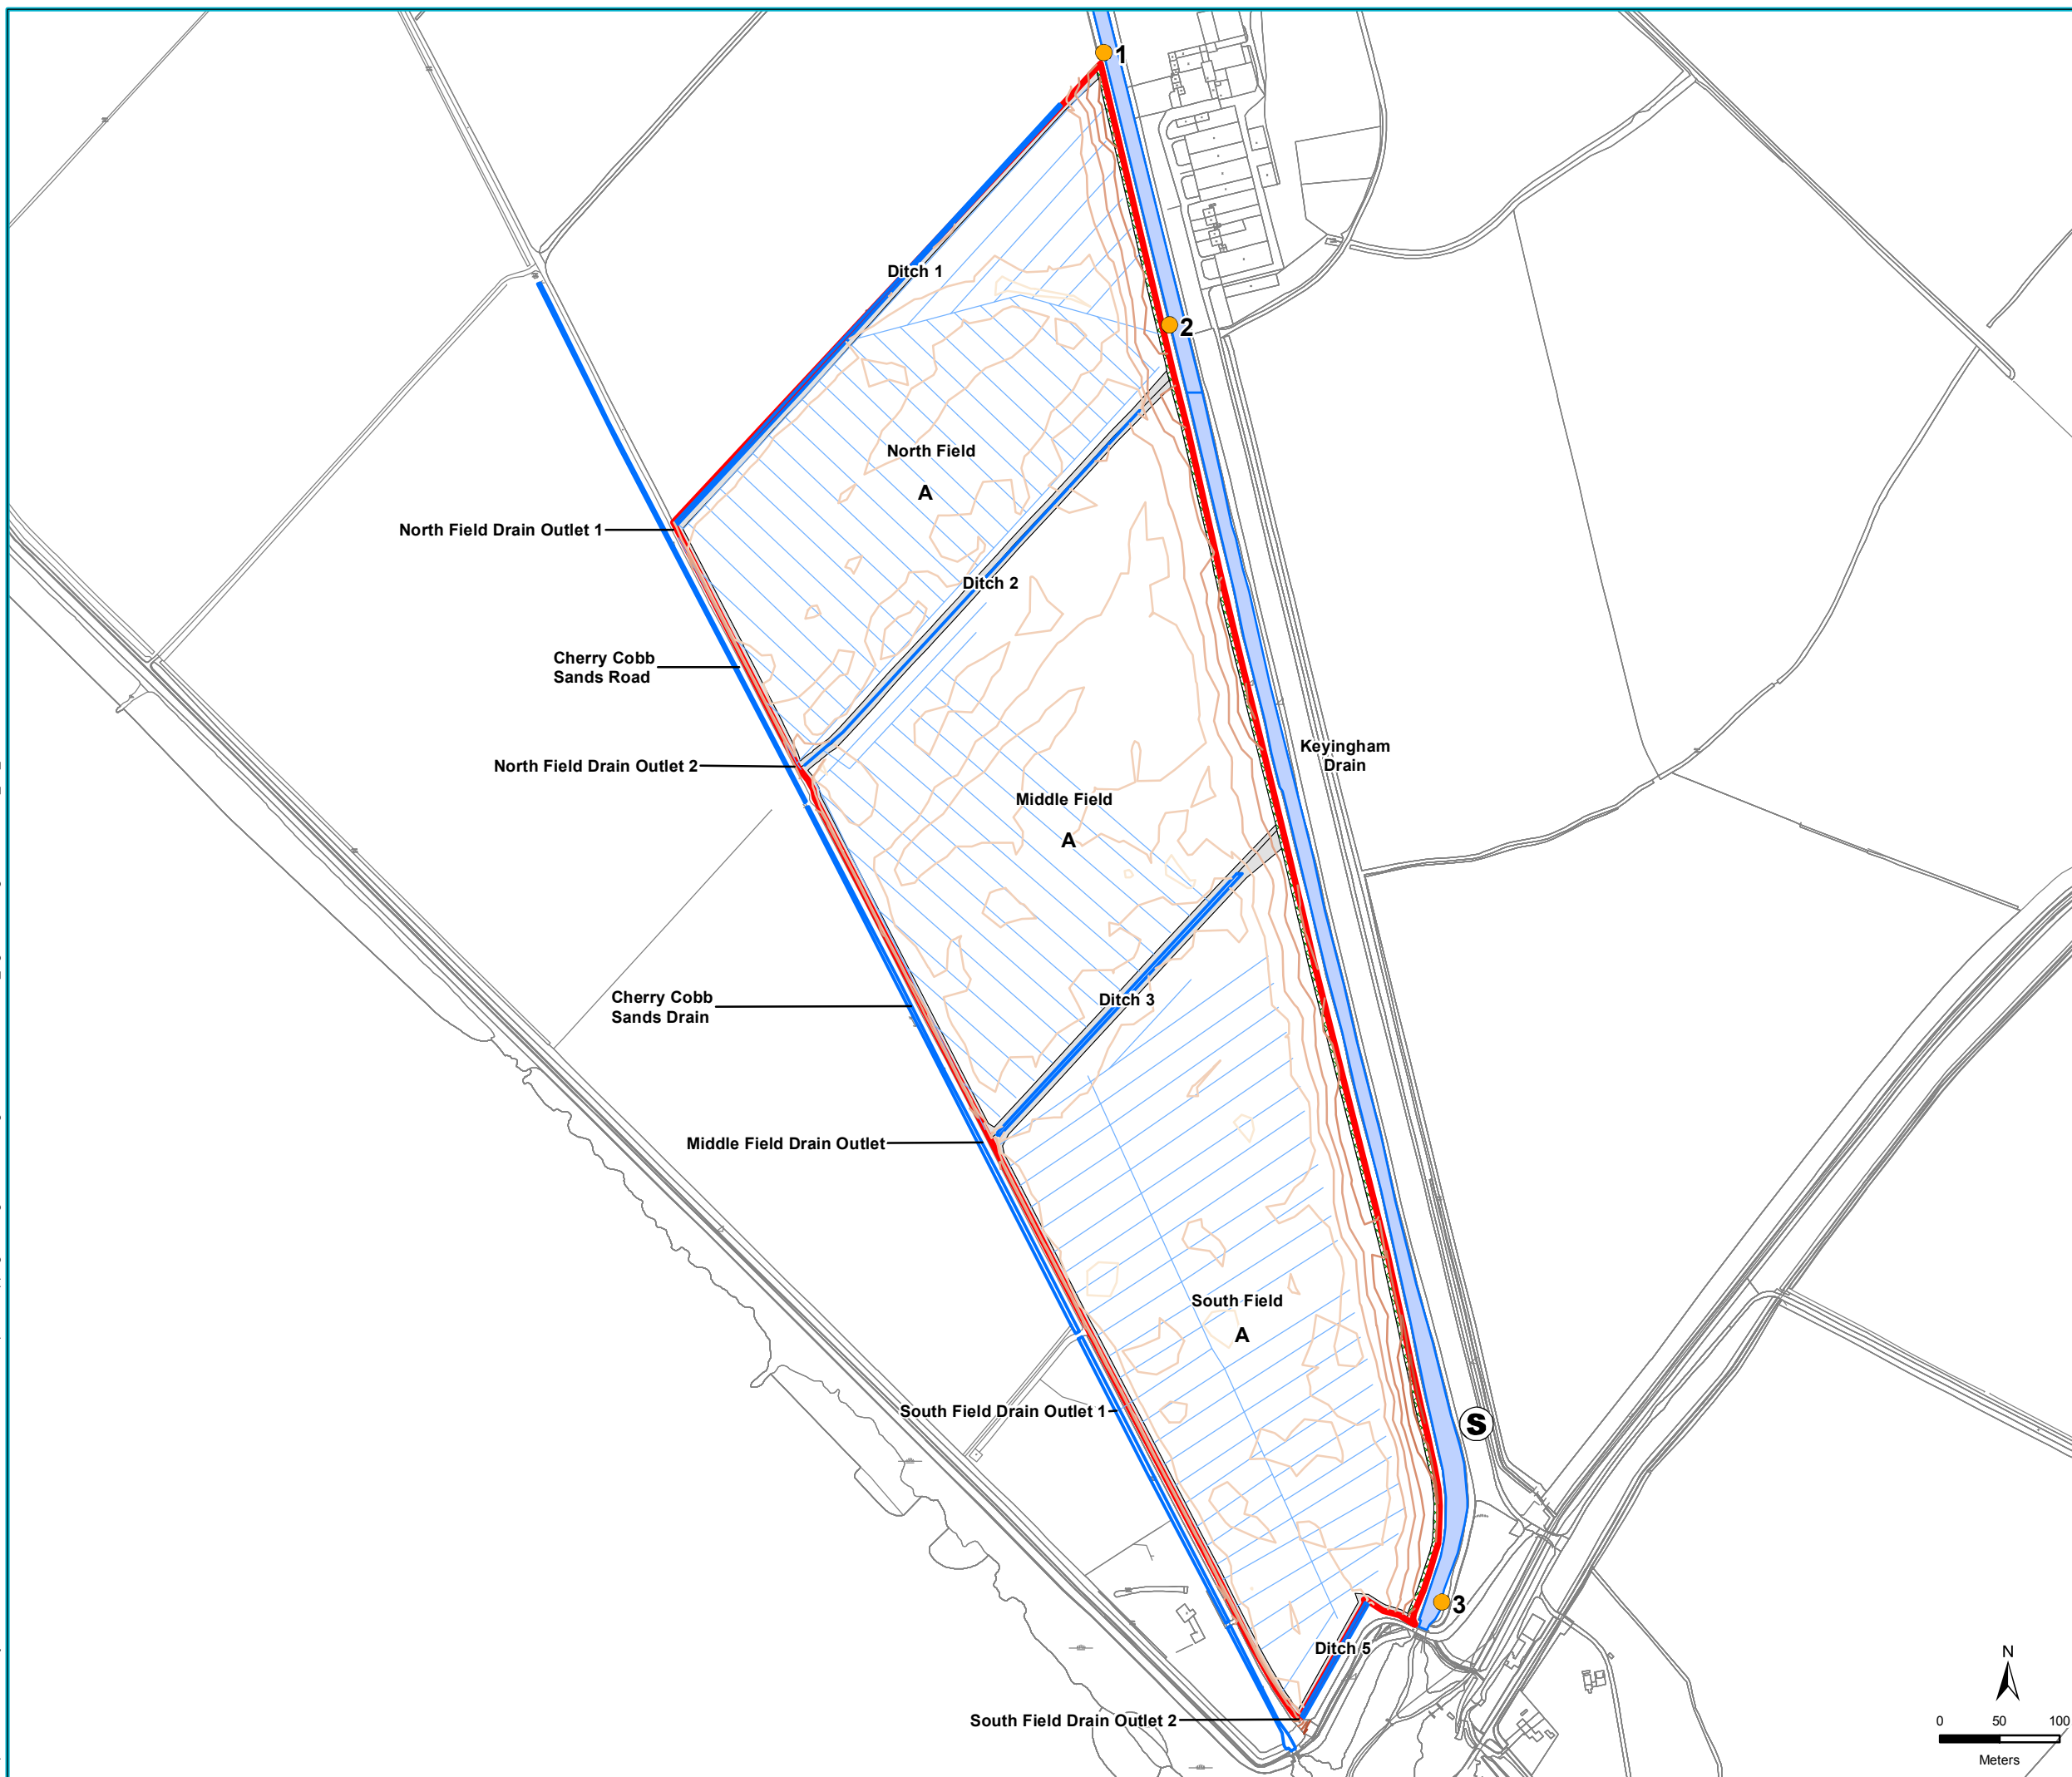 1
Ditch 1
2
North Field
A
North Field Drain Outlet 1
Ditch 2
Cherry Cobb
Sands Road
North Field Drain Outlet 2
Keyingham
Drain
Middle Field
A
Cherry Cobb
Sands Drain
Ditch 3
Middle Field Drain Outlet
South Field
A
South Field Drain Outlet 1
S
3
Ditch 5
South Field Drain Outlet 2
N
0 50 100
Meters